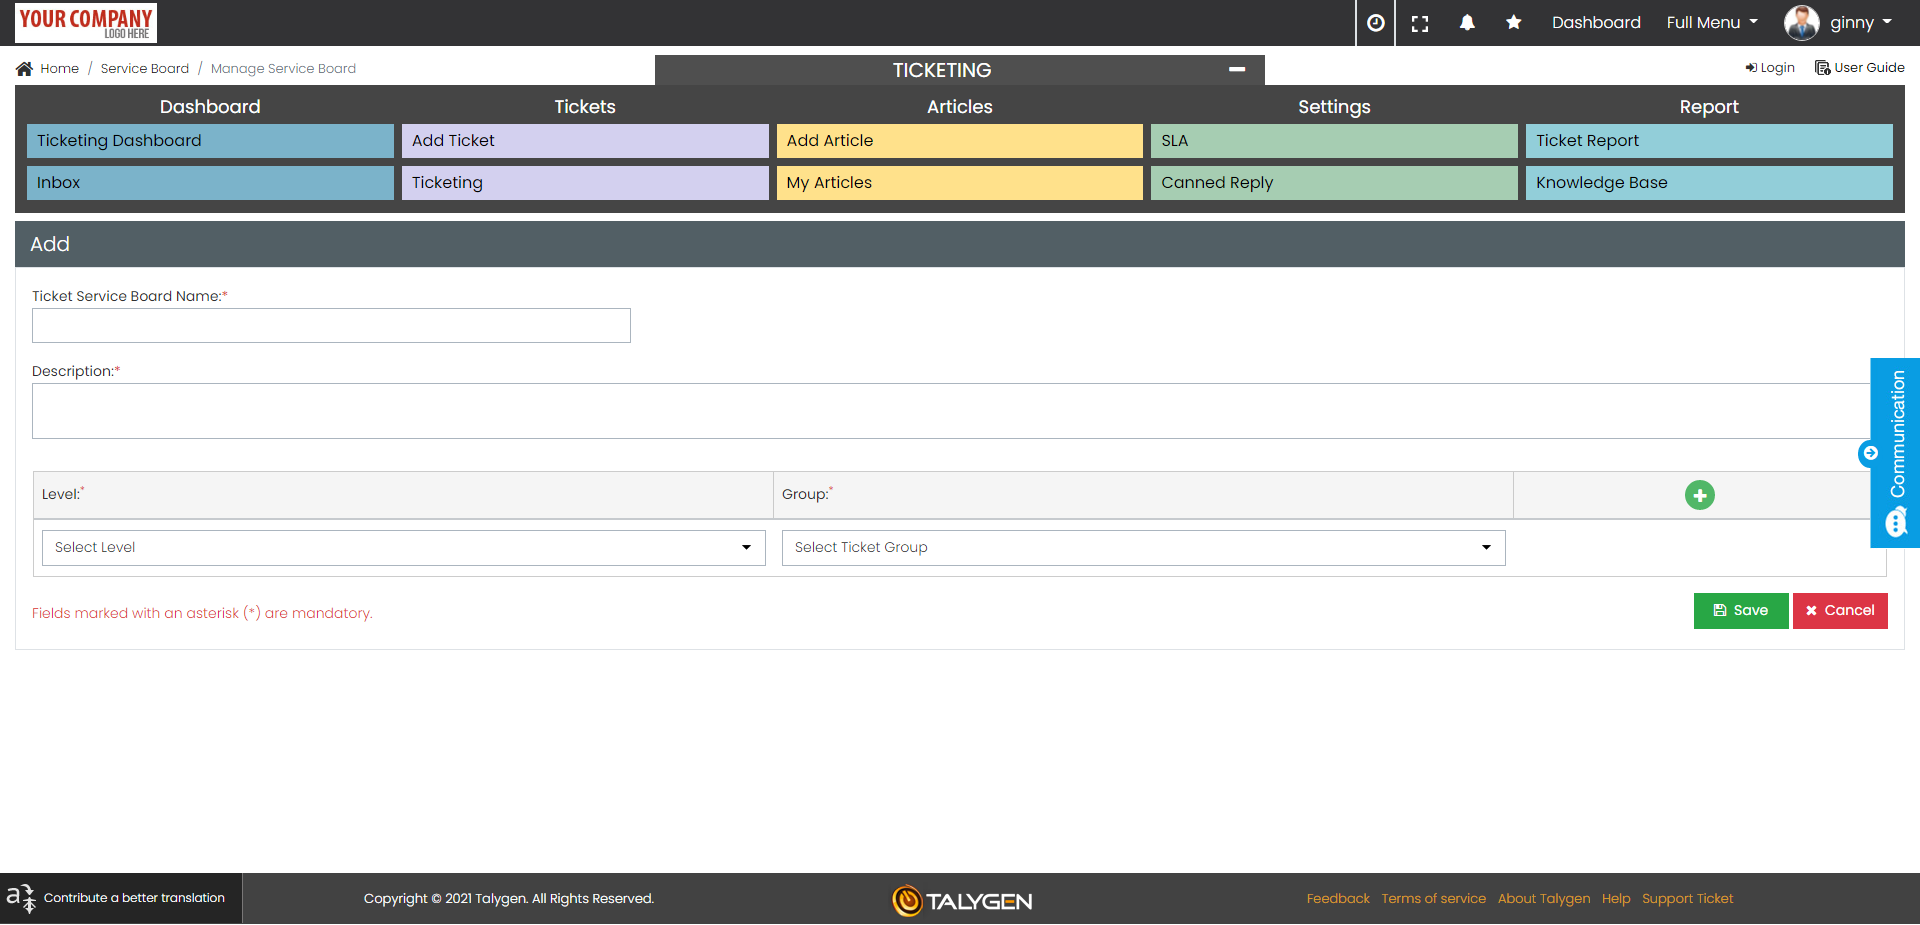 YOUR COMPANY
LOGO HERE
Dashboard Full Menu ginny
Home / Service Board / Manage Service Board
TICKETING
Login User Guide
Dashboard Tickets Articles Settings Report
Ticketing Dashboard Add Ticket Add Article SLA Ticket Report
Inbox Ticketing My Articles Canned Reply Knowledge Base
Add
Ticket Service Board Name:*
Description:*
Communication
Level:* Group:*
Select Level Select Ticket Group
Fields marked with an asterisk (*) are mandatory.
Save Cancel
Contribute a better translation
Copyright © 2021 Talygen. All Rights Reserved.
TALYGEN
Feedback Terms of service About Talygen Help Support Ticket